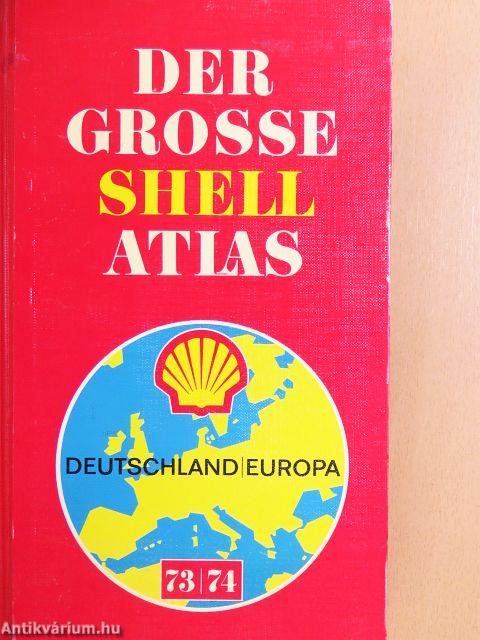 DER
GROSSE
SHELL
ATLAS
DEUTSCHLAND|EUROPA
73|74
Antikvárium.hu